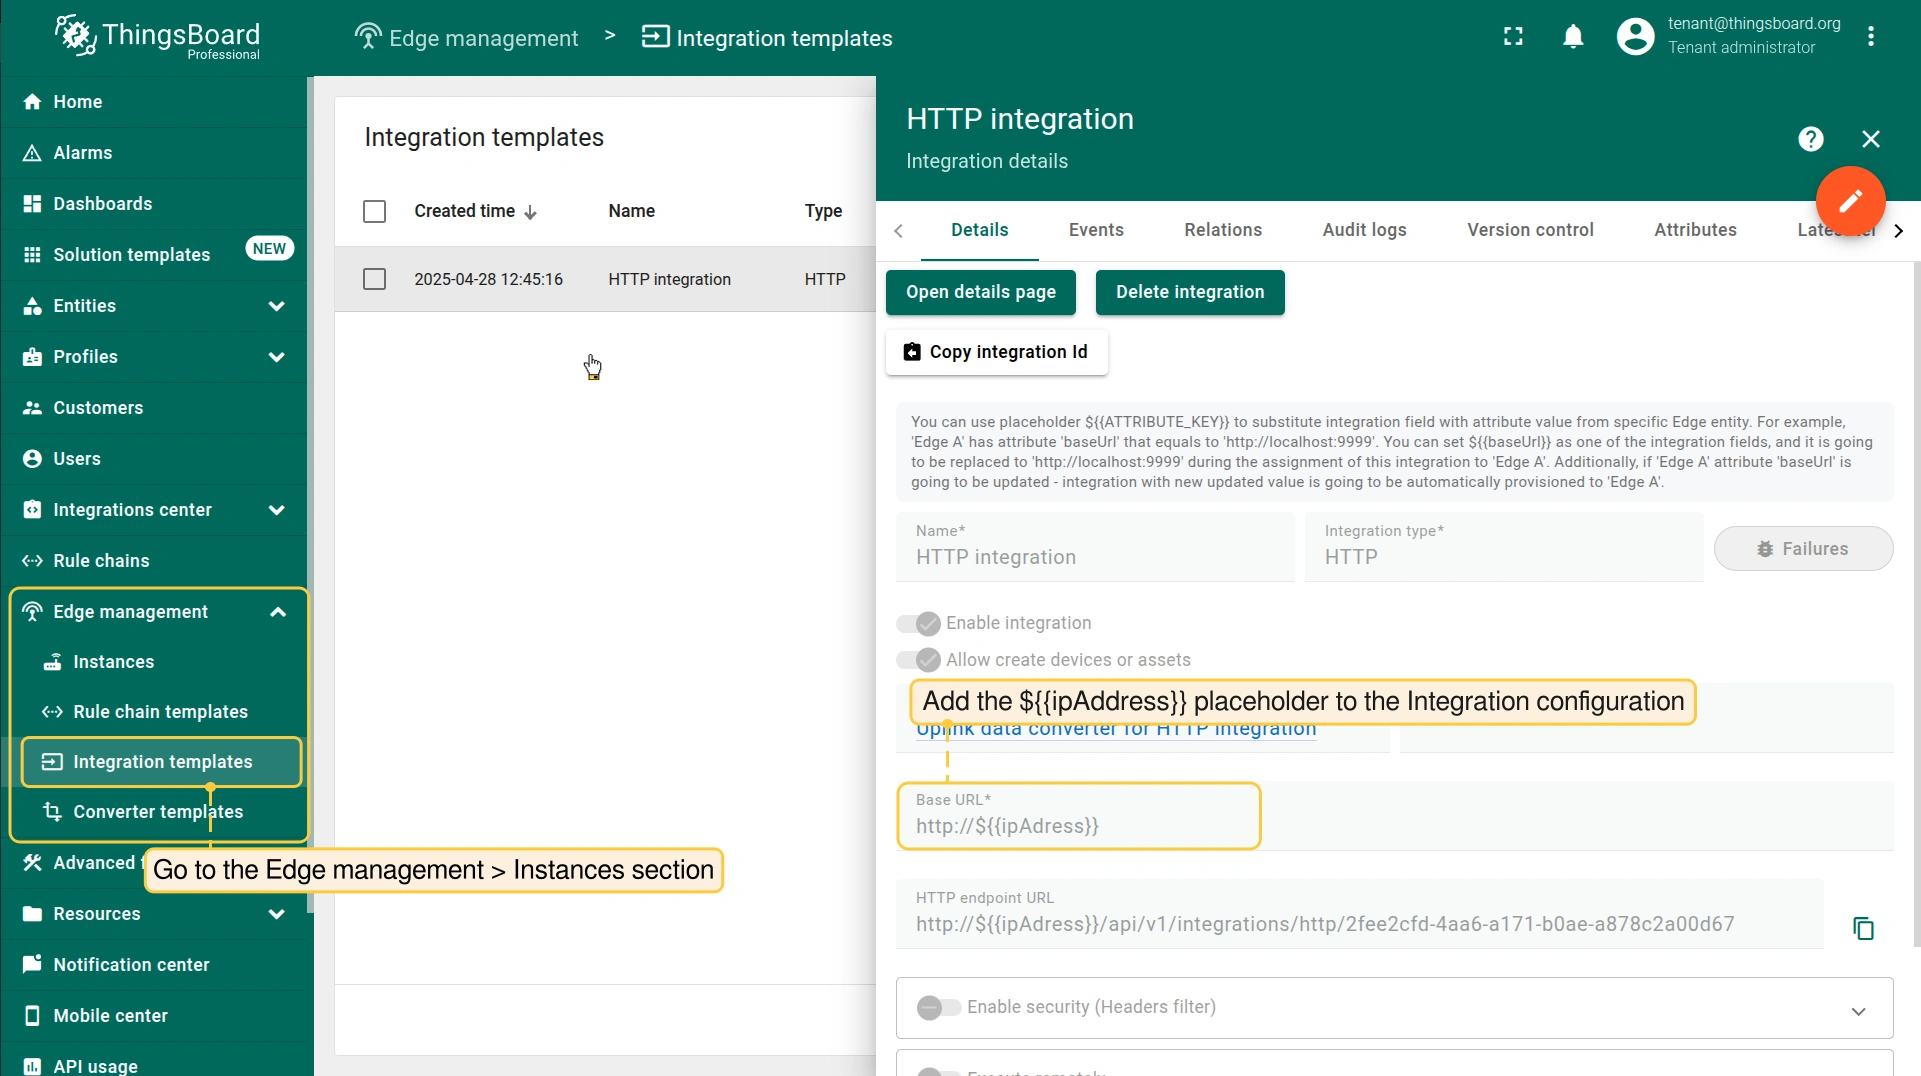 ThingsBoard
Professional
Edge management > Integration templates
tenant@thingsboard.org
Tenant administrator
Home
Alarms
Dashboards
Solution templates
NEW
Entities
Profiles
Customers
Users
Integrations center
Rule chains
Edge management
Instances
Rule chain templates
Integration templates
Converter templates
Advanced f
Go to the Edge management > Instances section
Resources
Notification center
Mobile center
API usage
Integration templates
Created time
Name
Type
2025-04-28 12:45:16
HTTP integration
HTTP
HTTP integration
Integration details
Details
Events
Relations
Audit logs
Version control
Attributes
Open details page
Delete integration
Copy integration Id
You can use placeholder ${{ATTRIBUTE_KEY}} to substitute integration field with attribute value from specific Edge entity. For example,
'Edge A' has attribute 'baseUrl' that equals to 'http://localhost:9999'. You can set ${{baseUrl}} as one of the integration fields, and it is going
to be replaced to 'http://localhost:9999' during the assignment of this integration to 'Edge A'. Additionally, if 'Edge A' attribute 'baseUrl' is
going to be updated - integration with new updated value is going to be automatically provisioned to 'Edge A'.
Name*
HTTP integration
Integration type*
HTTP
Failures
Enable integration
Allow create devices or assets
Add the ${{ipAddress}} placeholder to the Integration configuration
Uplink data converter for HTTP integration
Base URL*
http://${{ipAdress}}
HTTP endpoint URL
http://${{ipAdress}}/api/v1/integrations/http/2fee2cfd-4aa6-a171-b0ae-a878c2a00d67
Enable security (Headers filter)
Execute remotely